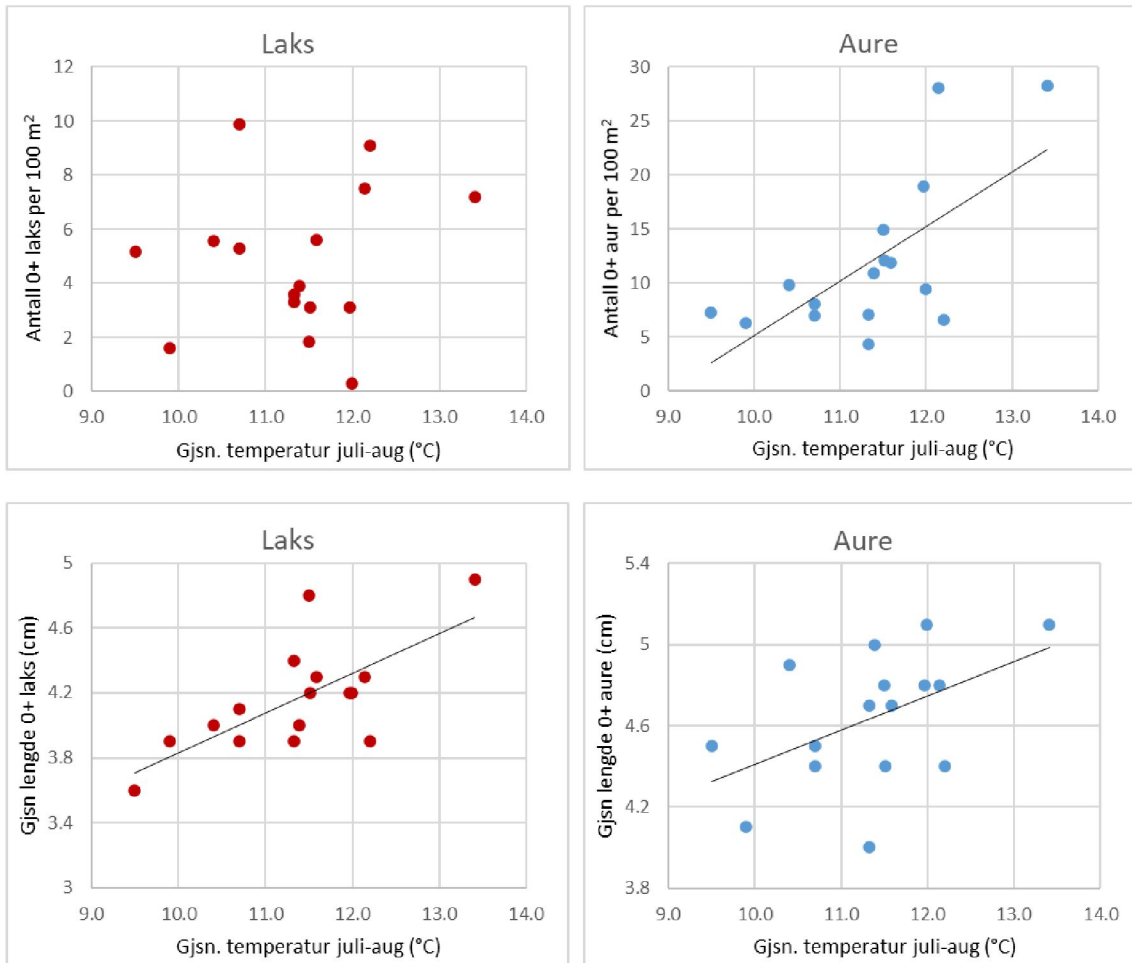 Laks
Antall 0+ laks per 100 m²
12
10
8
6
4
2
0
9.0 10.0 11.0 12.0 13.0 14.0
Gjsn. temperatur juli-aug (°C)
Aure
Antall 0+ aur per 100 m²
30
25
20
15
10
5
0
9.0 10.0 11.0 12.0 13.0 14.0
Gjsn. temperatur juli-aug (°C)
Laks
Gjsn lengde 0+ laks (cm)
5
4.6
4.2
3.8
3.4
3
9.0 10.0 11.0 12.0 13.0 14.0
Gjsn. temperatur juli-aug (°C)
Aure
Gjsn lengde 0+ aure (cm)
5.4
5
4.6
4.2
3.8
9.0 10.0 11.0 12.0 13.0 14.0
Gjsn. temperatur juli-aug (°C)